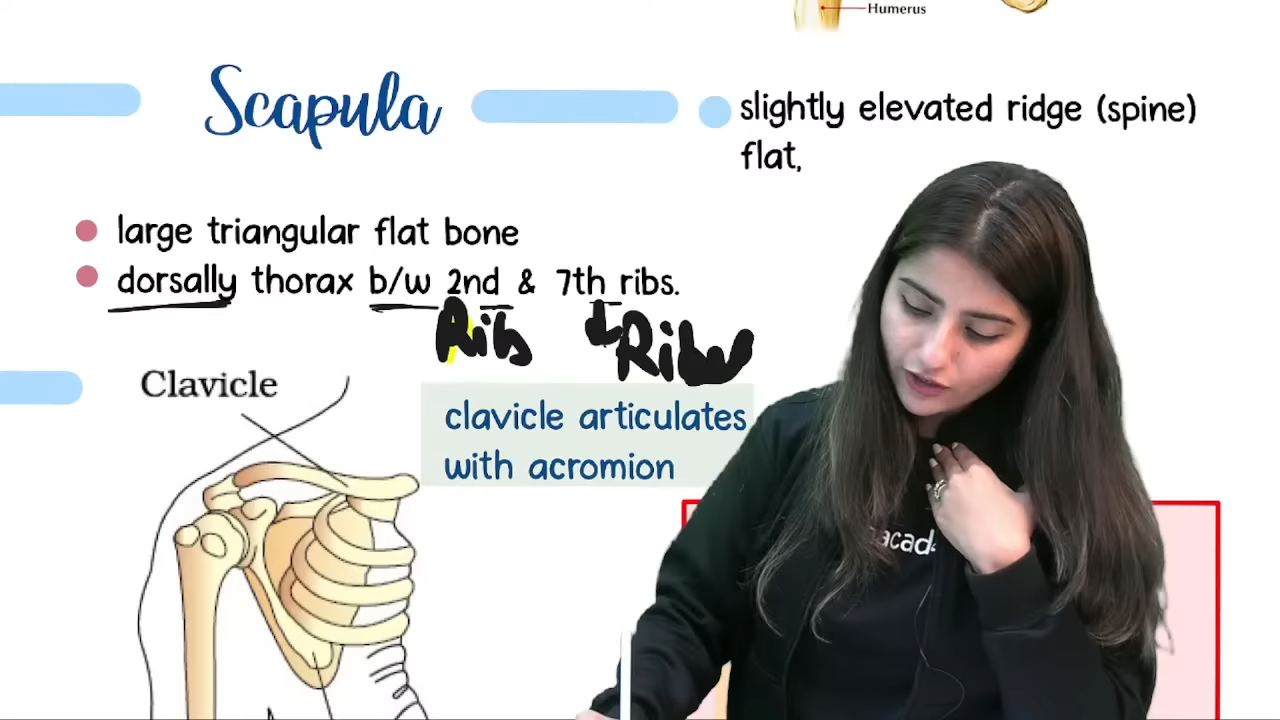 Humerus
Scapula
slightly elevated ridge (spine)
flat,
large triangular flat bone
dorsally thorax b/w 2nd & 7th ribs.
Rib
Clavicle
clavicle articulates
with acromion
acad